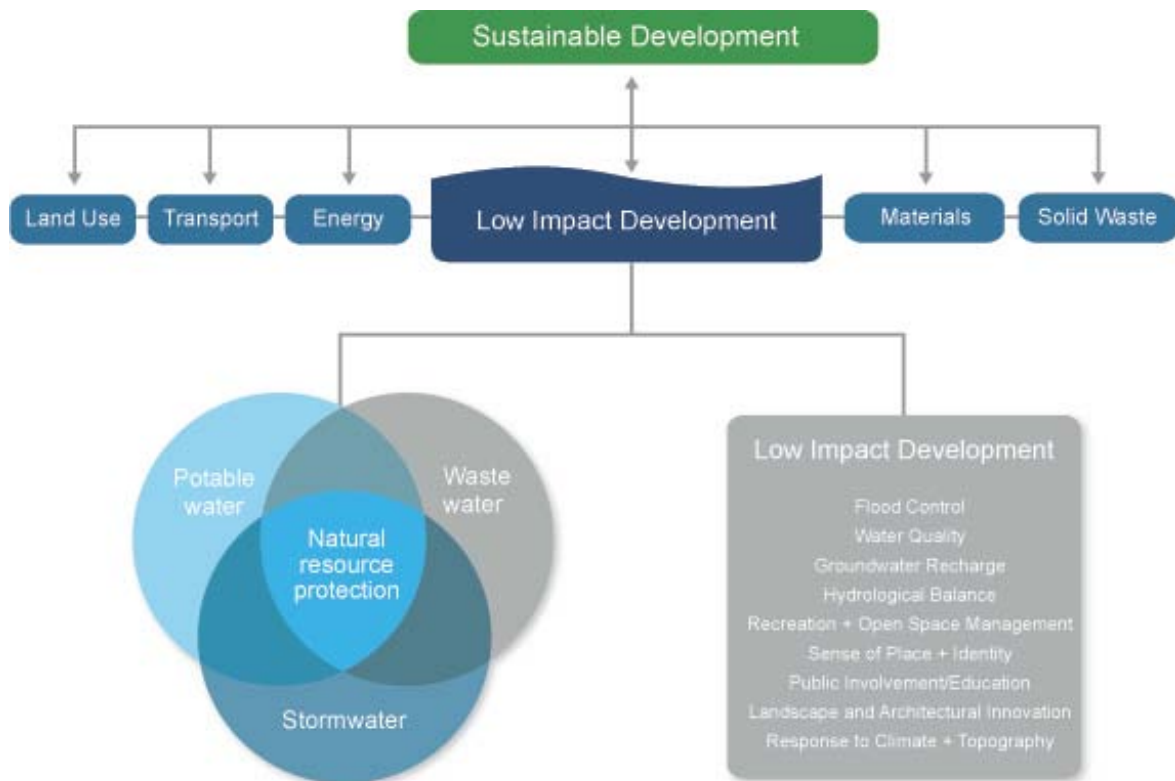 Sustainable Development
Land Use
Transport
Energy
Low Impact Development
Materials
Solid Waste
Potable
water
Waste
water
Natural
resource
protection
Stormwater
Low Impact Development
Flood Control
Water Quality
Groundwater Recharge
Hydrological Balance
Recreation + Open Space Management
Sense of Place + Identity
Public Involvement/Education
Landscape and Architectural Innovation
Response to Climate + Topography